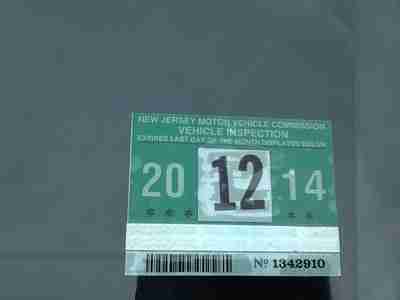 NEW JERSEY MOTOR VEHICLE COMMISSION
VEHICLE INSPECTION
EXPIRES LAST DAY OF THE MONTH DISPLAYED BELOW
20 12 14
* * * * *
Nº 1342910